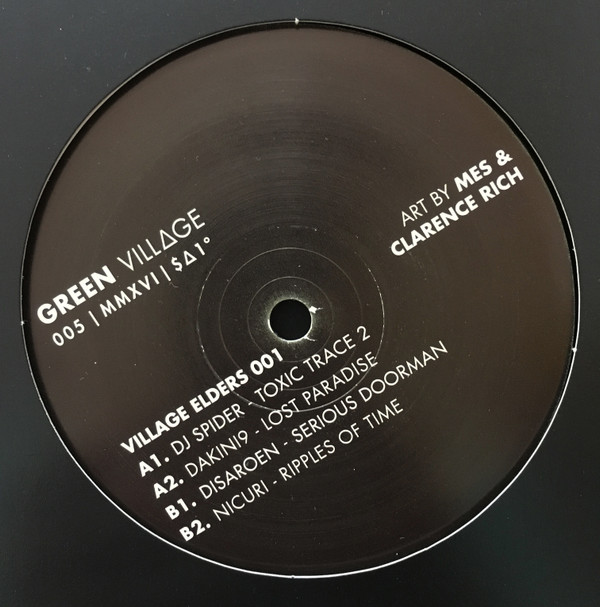 GREEN VILLΔGE
005 | MMXVI | $Δ1°
ART BY MES &
CLARENCE RICH
VILLAGE ELDERS 001
A1. DJ SPIDER - TOXIC TRACE 2
A2. DAKINI9 - LOST PARADISE
B1. DISAROEN - SERIOUS DOORMAN
B2. NICURI - RIPPLES OF TIME